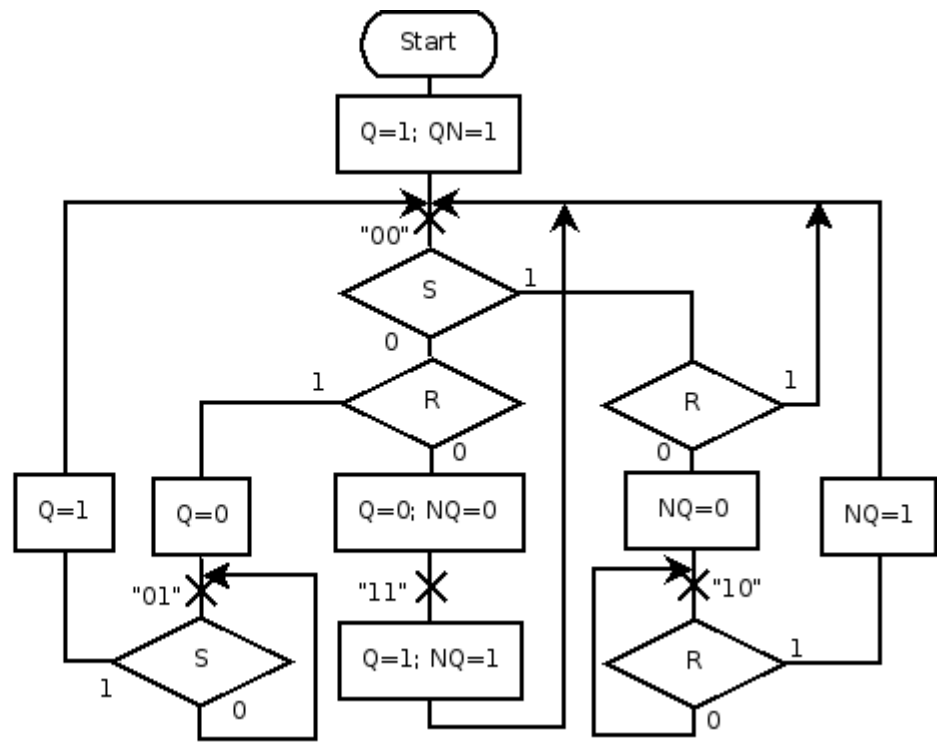 Start
Q=1; QN=1
"00"
S
1
0
R
1
0
R
1
0
Q=1
Q=0
Q=0; NQ=0
NQ=0
NQ=1
"01"
"11"
"10"
S
1
0
Q=1; NQ=1
R
1
0